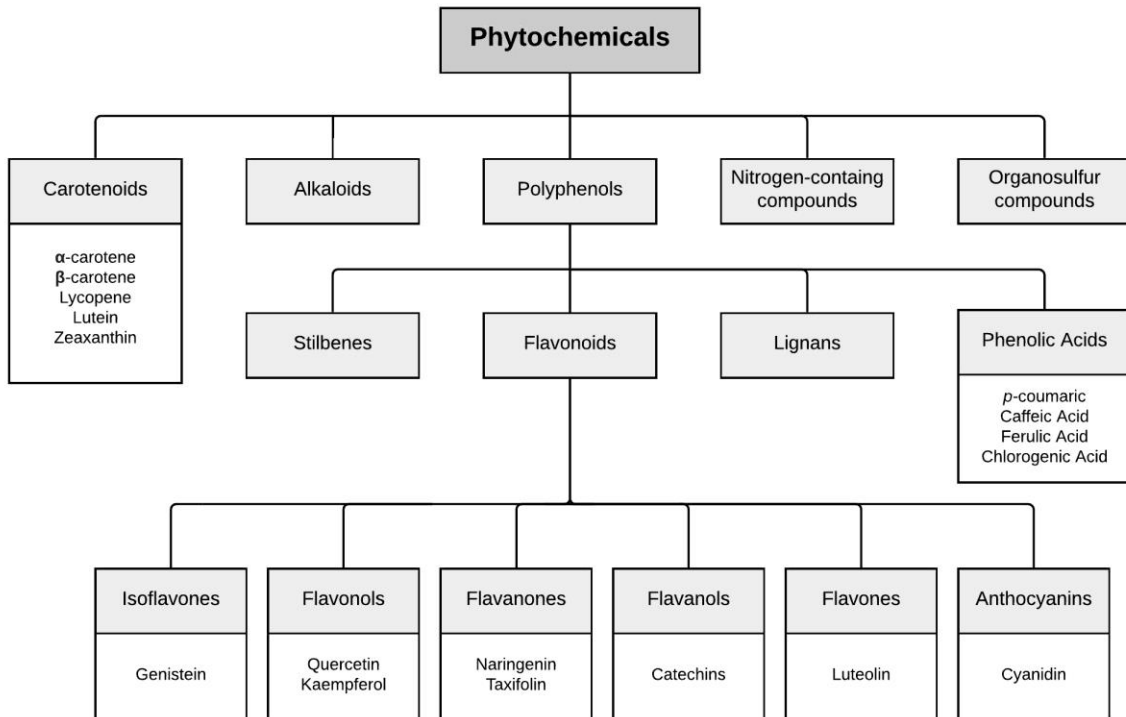 Phytochemicals
Carotenoids
Alkaloids
Polyphenols
Nitrogen-containg
compounds
Organosulfur
compounds
α-carotene
β-carotene
Lycopene
Lutein
Zeaxanthin
Stilbenes
Flavonoids
Lignans
Phenolic Acids
p-coumaric
Caffeic Acid
Ferulic Acid
Chlorogenic Acid
Isoflavones
Flavonols
Flavanones
Flavanols
Flavones
Anthocyanins
Genistein
Quercetin
Kaempferol
Naringenin
Taxifolin
Catechins
Luteolin
Cyanidin